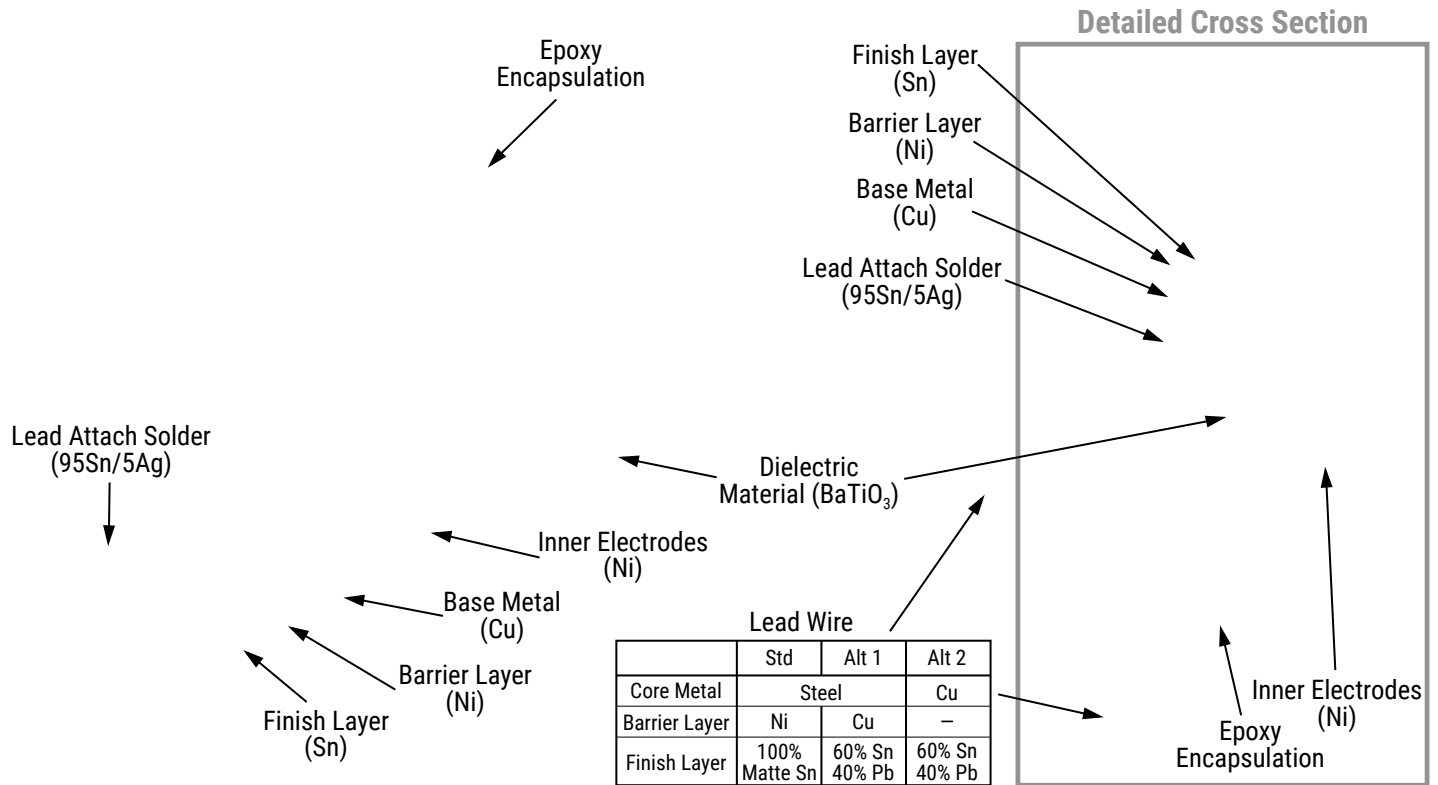 Detailed Cross Section
Epoxy
Encapsulation
Finish Layer
(Sn)
Barrier Layer
(Ni)
Base Metal
(Cu)
Lead Attach Solder
(95Sn/5Ag)
Lead Attach Solder
(95Sn/5Ag)
Dielectric
Material (BaTiO₃)
Inner Electrodes
(Ni)
Base Metal
(Cu)
Barrier Layer
(Ni)
Finish Layer
(Sn)
Lead Wire
Std Alt 1 Alt 2
Core Metal Steel Cu
Barrier Layer Ni Cu –
Finish Layer 100% Matte Sn 60% Sn 40% Pb 60% Sn 40% Pb
Inner Electrodes
(Ni)
Epoxy
Encapsulation